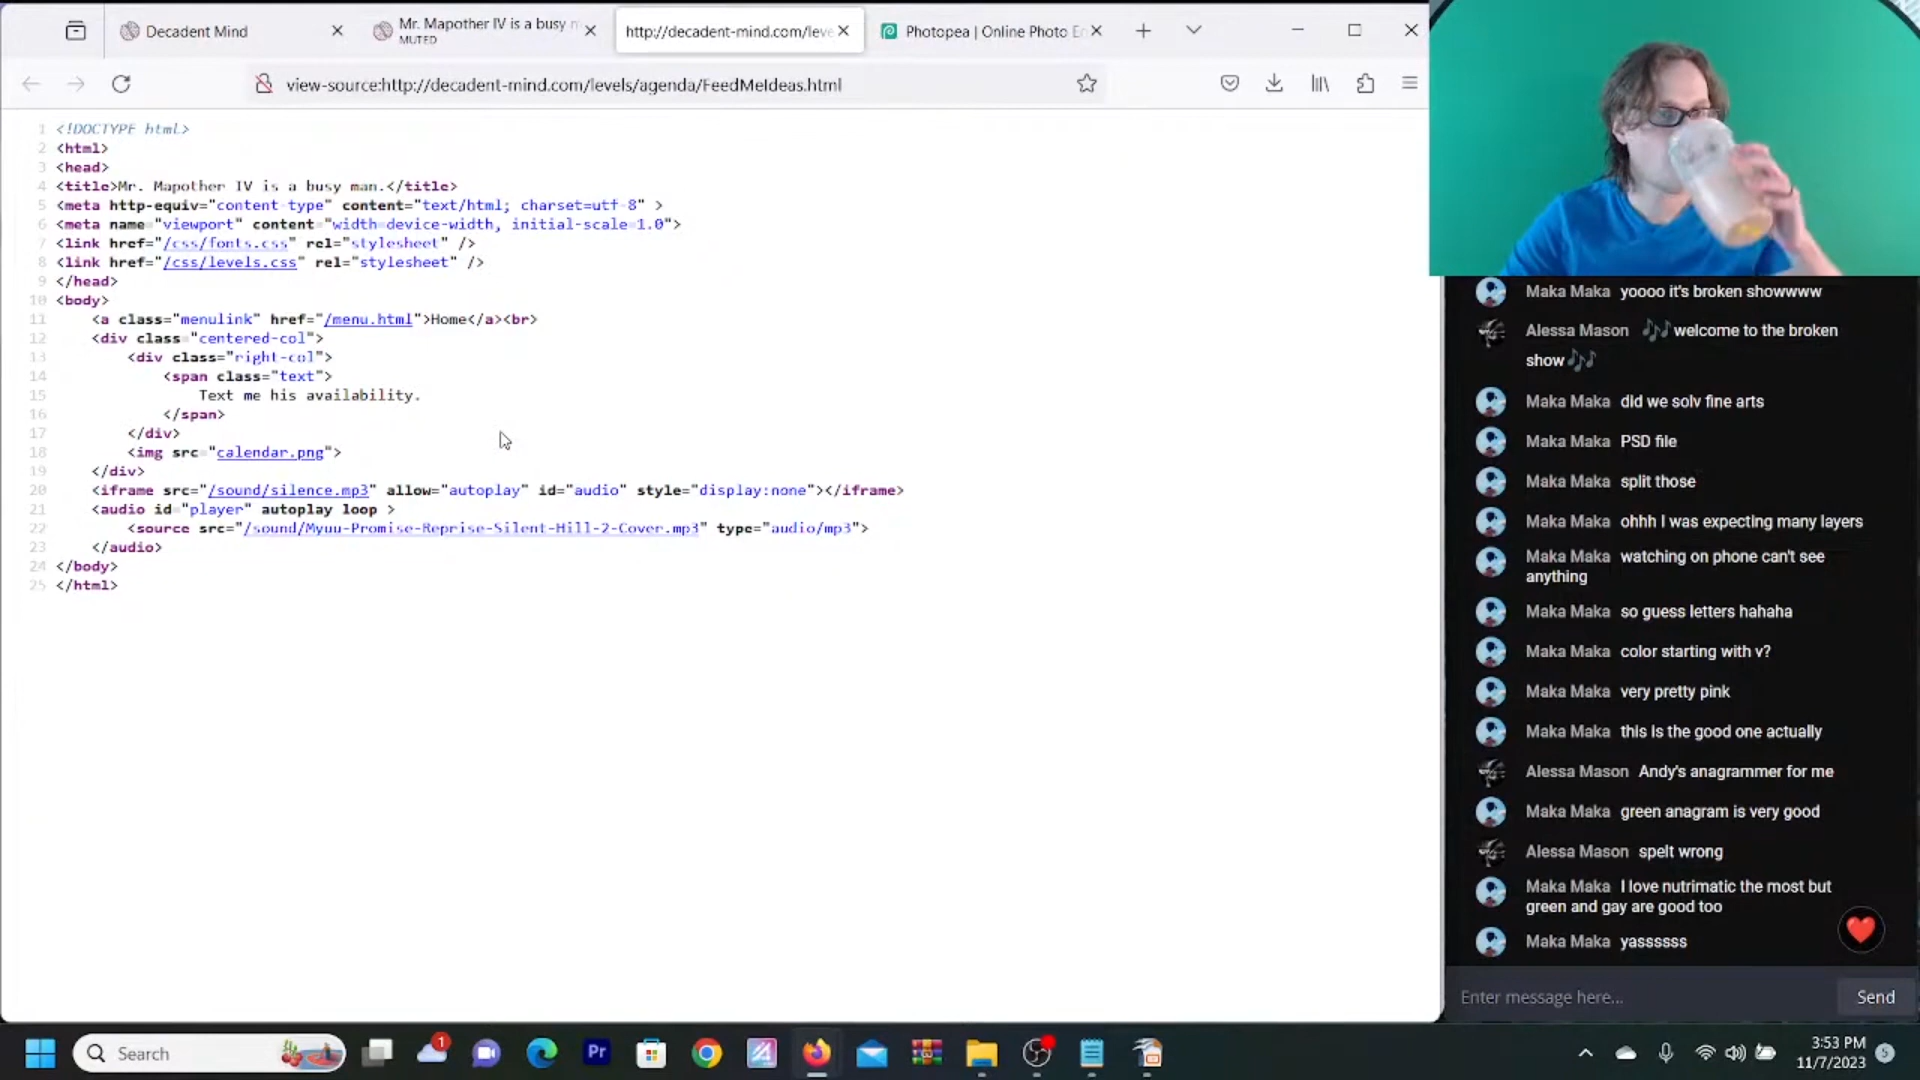 Decadent Mind
Mr. Mapother IV is a busy m
MUTED
http://decadent-mind.com/leve
Photopea | Online Photo E
view-source:http://decadent-mind.com/levels/agenda/FeedMeIdeas.html
1 <!DOCTYPE html>
2 <html>
3 <head>
4 <title>Mr. Mapother IV is a busy man.</title>
5 <meta http-equiv="content-type" content="text/html; charset=utf-8" >
6 <meta name="viewport" content="width=device-width, initial-scale=1.0">
7 <link href="/css/fonts.css" rel="stylesheet" />
8 <link href="/css/levels.css" rel="stylesheet" />
9 </head>
10 <body>
11 <a class="menulink" href="/menu.html">Home</a><br>
12 <div class="centered-col">
13 <div class="right-col">
14 <span class="text">
15 Text me his availability.
16 </span>
17 </div>
18 <img src="calendar.png">
19 </div>
20 <iframe src="/sound/silence.mp3" allow="autoplay" id="audio" style="display:none"></iframe>
21 <audio id="player" autoplay loop >
22 <source src="/sound/Myuu-Promise-Reprise-Silent-Hill-2-Cover.mp3" type="audio/mp3">
23 </audio>
24 </body>
25 </html>
Maka Maka yoooo it's broken showwww
Alessa Mason 🎶welcome to the broken
show🎶
Maka Maka did we solv fine arts
Maka Maka PSD file
Maka Maka split those
Maka Maka ohhh I was expecting many layers
Maka Maka watching on phone can't see
anything
Maka Maka so guess letters hahaha
Maka Maka color starting with v?
Maka Maka very pretty pink
Maka Maka this is the good one actually
Alessa Mason Andy's anagrammer for me
Maka Maka green anagram is very good
Alessa Mason spelt wrong
Maka Maka I love nutrimatic the most but
green and gay are good too
Maka Maka yassssss
Enter message here...
Send
Search
1
Pr
3:53 PM
11/7/2023
5